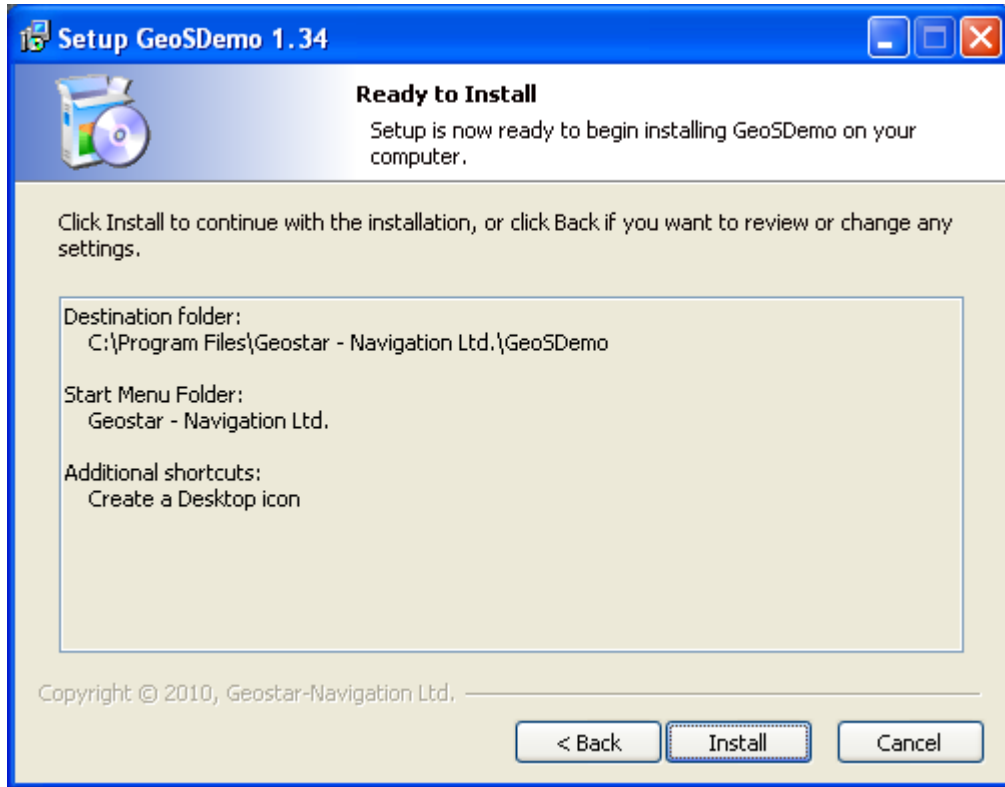 Setup GeoSDemo 1.34
Ready to Install
Setup is now ready to begin installing GeoSDemo on your
computer.
Click Install to continue with the installation, or click Back if you want to review or change any
settings.
Destination folder:
C:\Program Files\Geostar - Navigation Ltd.\GeoSDemo
Start Menu Folder:
Geostar - Navigation Ltd.
Additional shortcuts:
Create a Desktop icon
Copyright © 2010, Geostar-Navigation Ltd.
< Back Install Cancel